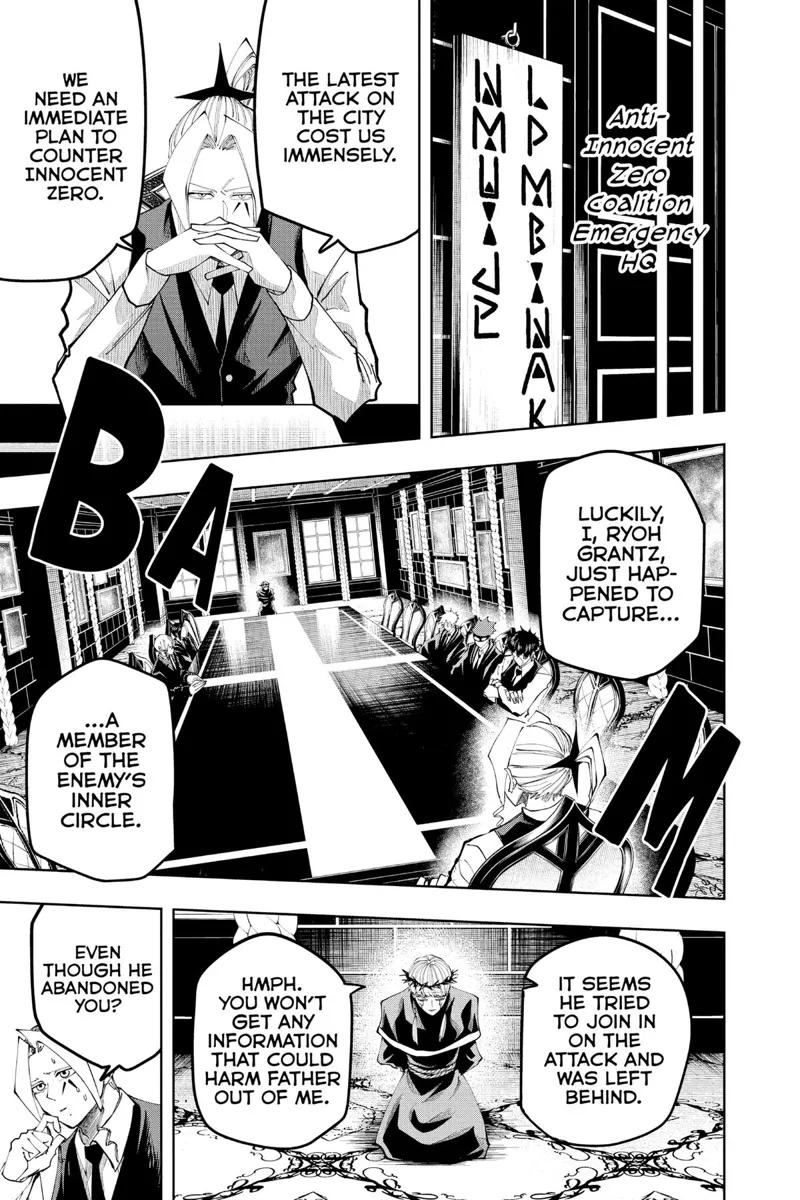 Anti-
Innocent
Zero
Coalition
Emergency
HQ
THE LATEST
ATTACK ON
THE CITY
COST US
IMMENSELY.
WE
NEED AN
IMMEDIATE
PLAN TO
COUNTER
INNOCENT
ZERO.
LUCKILY,
I, RYOH
GRANTZ,
JUST HAP-
PENED TO
CAPTURE...
...A
MEMBER
OF THE
ENEMY'S
INNER
CIRCLE.
BAM
IT SEEMS
HE TRIED
TO JOIN IN
ON THE
ATTACK AND
WAS LEFT
BEHIND.
HMPH.
YOU WON'T
GET ANY
INFORMATION
THAT COULD
HARM FATHER
OUT OF ME.
EVEN
THOUGH HE
ABANDONED
YOU?